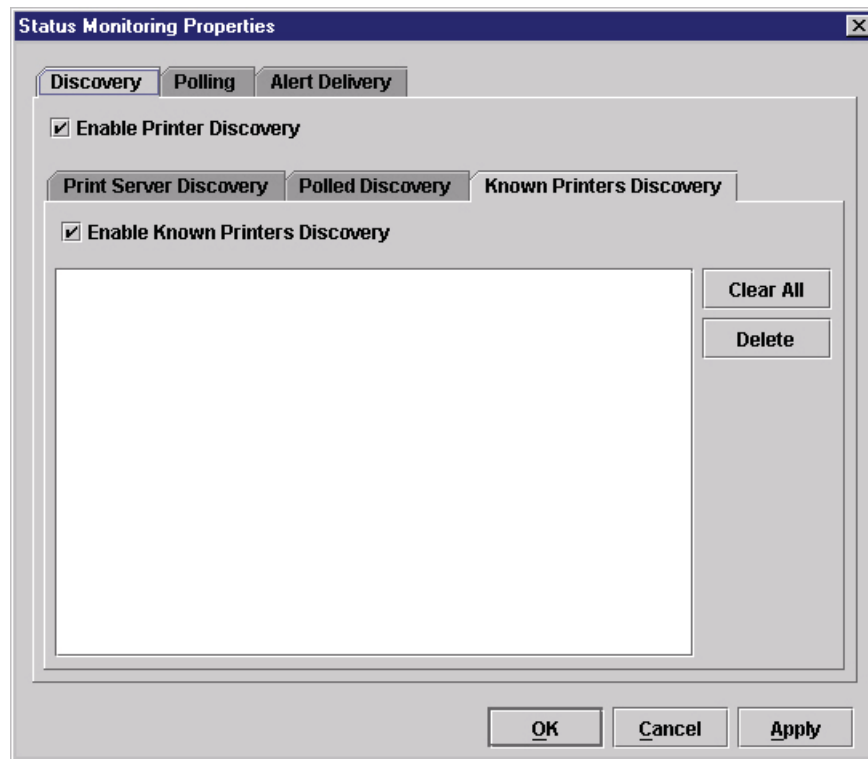 Status Monitoring Properties
Discovery Polling Alert Delivery
Enable Printer Discovery
Print Server Discovery Polled Discovery Known Printers Discovery
Enable Known Printers Discovery
Clear All
Delete
OK Cancel Apply